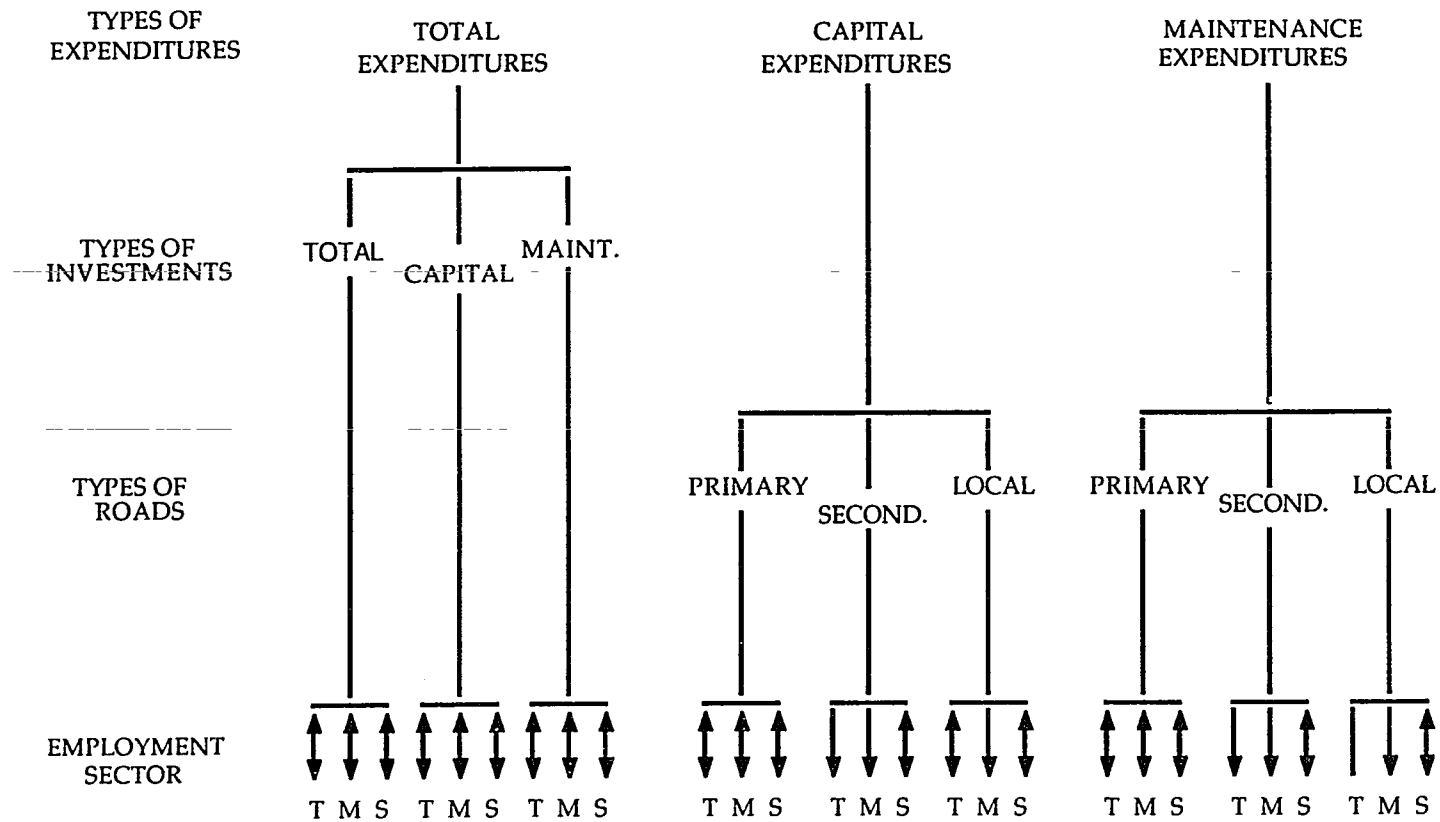 TYPES OF
EXPENDITURES
TOTAL
EXPENDITURES
CAPITAL
EXPENDITURES
MAINTENANCE
EXPENDITURES
TYPES OF
INVESTMENTS
TOTAL
CAPITAL
MAINT.
TYPES OF
ROADS
PRIMARY
SECOND.
LOCAL
PRIMARY
SECOND.
LOCAL
EMPLOYMENT
SECTOR
T M S T M S T M S T M S T M S T M S T M S T M S T M S